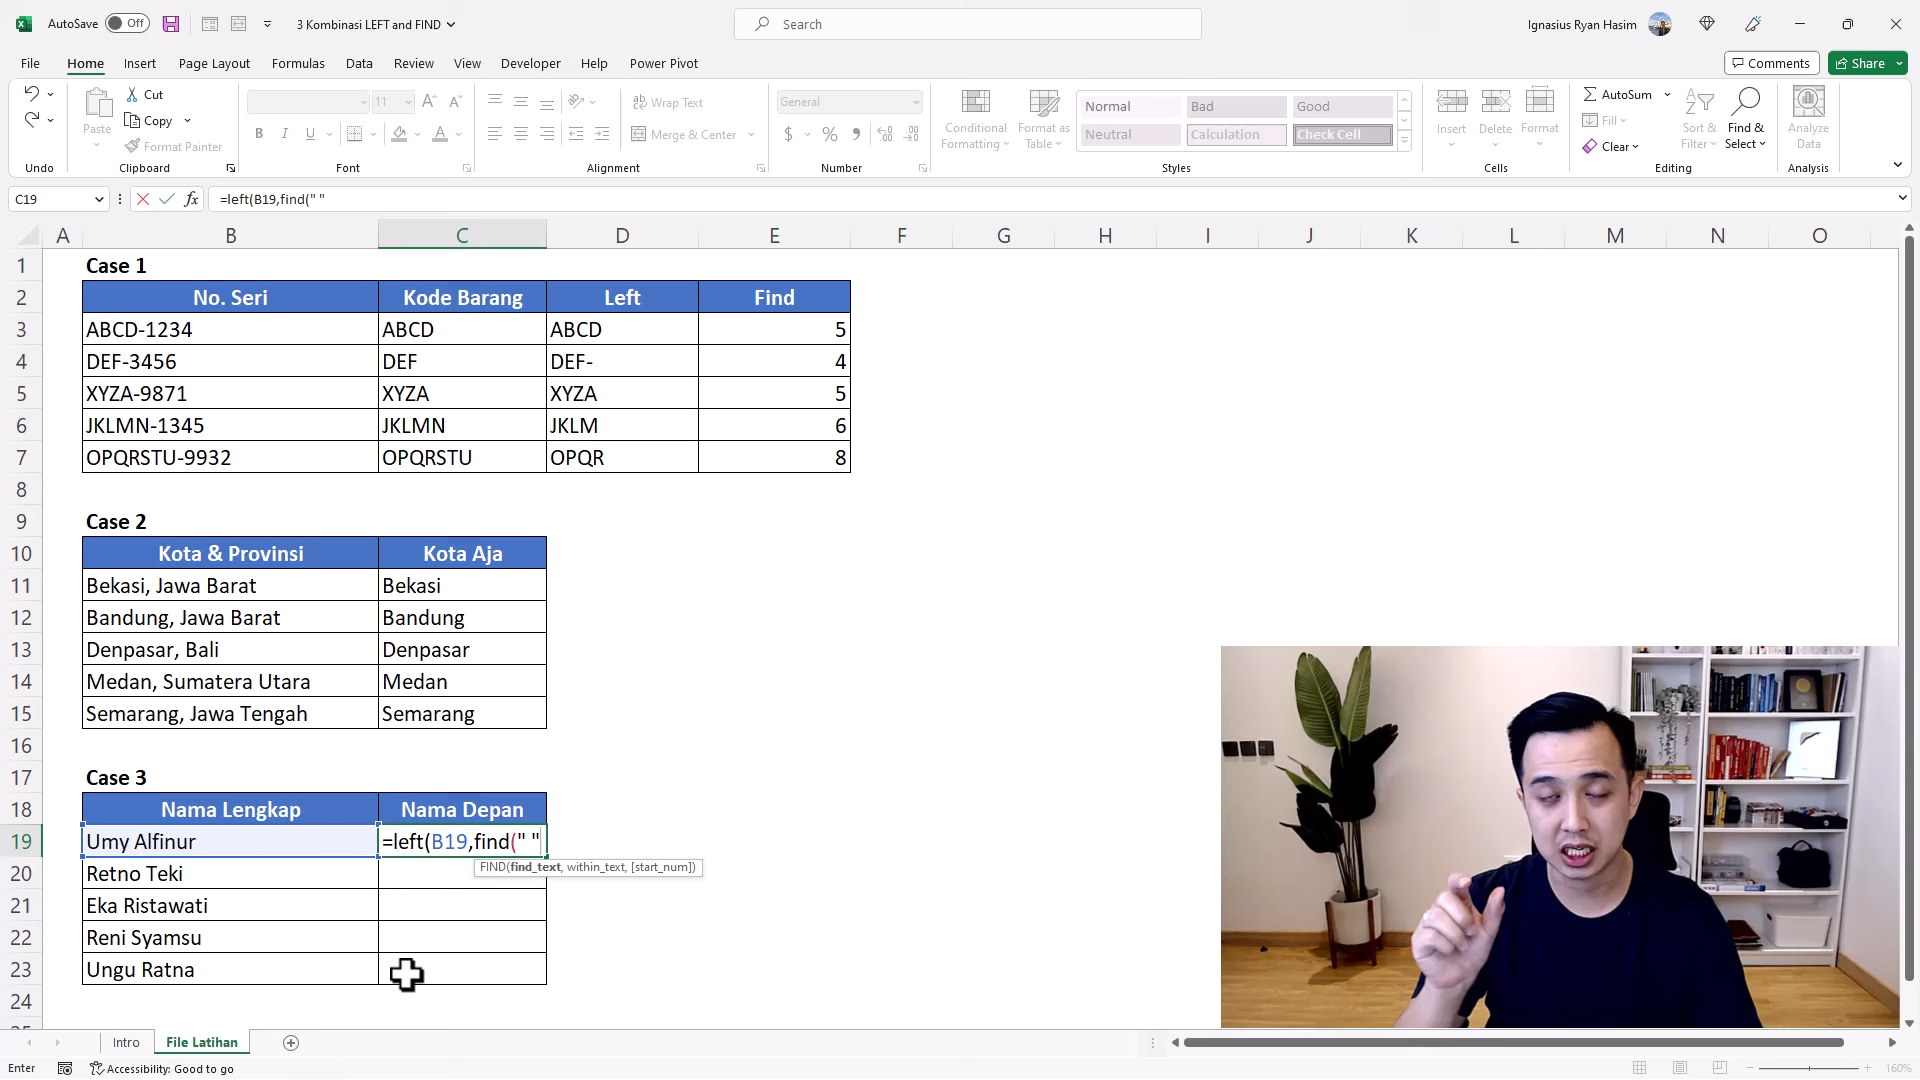 AutoSave Off 3 Kombinasi LEFT and FIND Search Ignasius Ryan Hasim
File Home Insert Page Layout Formulas Data Review View Developer Help Power Pivot Comments Share
Cut
Copy
Format Painter
Paste
11
B I U
Wrap Text
Merge & Center
General
$ % 9
Conditional Formatting
Format as Table
Normal Bad Good
Neutral Calculation Check Cell
Insert Delete Format
AutoSum
Fill
Clear
Sort & Filter
Find & Select
Analyze Data
Undo Clipboard Font Alignment Number Styles Cells Editing Analysis
C19 fx =left(B19,find(" "
A B C D E F G H I J K L M N O
1 Case 1
2 No. Seri Kode Barang Left Find
3 ABCD-1234 ABCD ABCD 5
4 DEF-3456 DEF DEF- 4
5 XYZA-9871 XYZA XYZA 5
6 JKLMN-1345 JKLMN JKLM 6
7 OPQRSTU-9932 OPQRSTU OPQR 8
8
9 Case 2
10 Kota & Provinsi Kota Aja
11 Bekasi, Jawa Barat Bekasi
12 Bandung, Jawa Barat Bandung
13 Denpasar, Bali Denpasar
14 Medan, Sumatera Utara Medan
15 Semarang, Jawa Tengah Semarang
16
17 Case 3
18 Nama Lengkap Nama Depan
19 Umy Alfinur =left(B19,find(" "
FIND(find_text, within_text, [start_num])
20 Retno Teki
21 Eka Ristawati
22 Reni Syamsu
23 Ungu Ratna
24
Intro File Latihan
Enter Accessibility: Good to go 160%